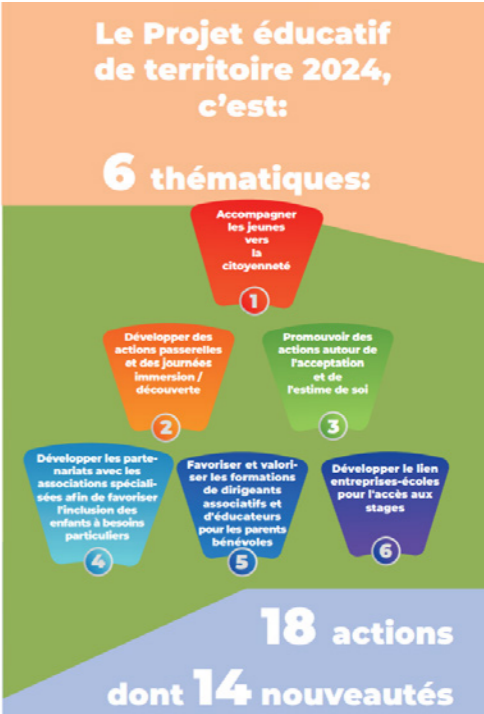 Le Projet éducatif
de territoire 2024,
c'est:
6 thématiques:
Accompagner
les jeunes
vers
la
citoyenneté
1
Développer des
actions passerelles
et des journées
immersion /
découverte
2
Promouvoir des
actions autour de
l'acceptation
et de
l'estime de soi
3
Développer les parte-
nariats avec les
associations spéciali-
sées afin de favoriser
l'inclusion des
enfants à besoins
particuliers
4
Favoriser et valori-
ser les formations
de dirigeants
associatifs et
d'éducateurs
pour les parents
bénévoles
5
Développer le lien
entreprises-écoles
pour l'accès aux
stages
6
18 actions
dont 14 nouveautés